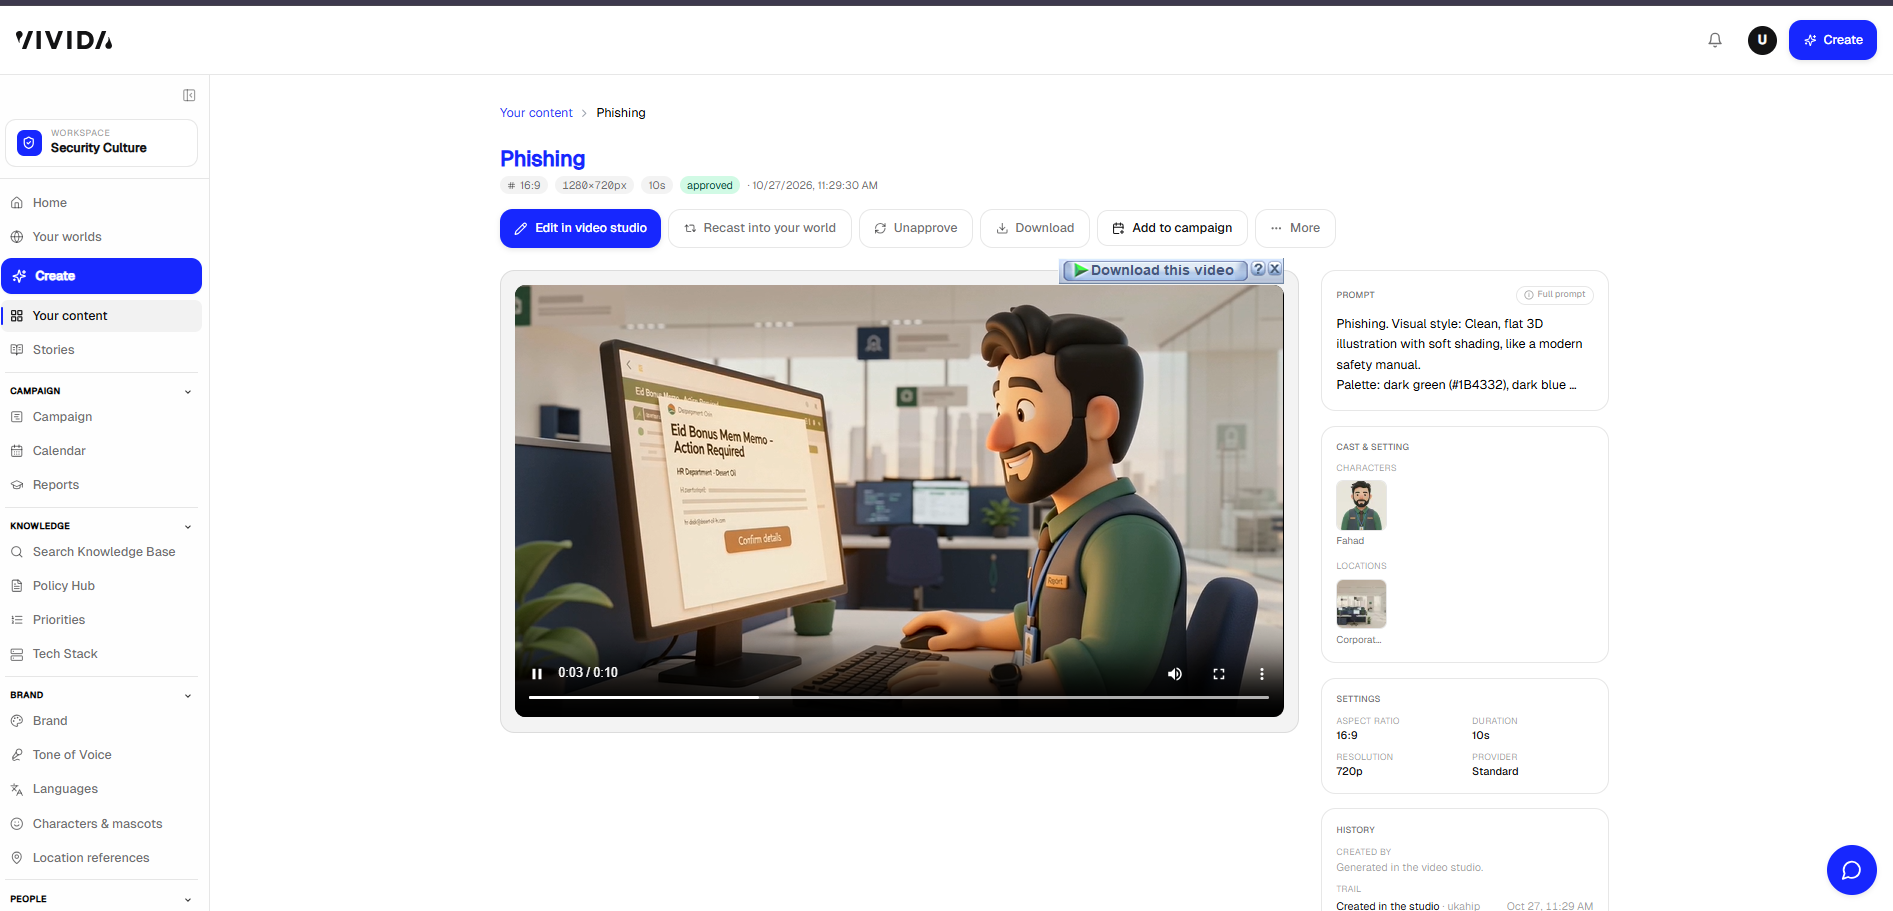 VIVIDA
U
Create
WORKSPACE
Security Culture
Home
Your worlds
Create
Your content
Stories
CAMPAIGN
Campaign
Calendar
Reports
KNOWLEDGE
Search Knowledge Base
Policy Hub
Priorities
Tech Stack
BRAND
Brand
Tone of Voice
Languages
Characters & mascots
Location references
PEOPLE
Your content > Phishing
Phishing
# 16:9 1280×720px 10s approved · 10/27/2026, 11:29:30 AM
Edit in video studio
Recast into your world
Unapprove
Download
Add to campaign
··· More
Download this video ? X
Eid Bonus Mem Memo -
Action Required
HR Department - Desert Oil
Confirm details
0:03 / 0:10
PROMPT
Full prompt
Phishing. Visual style: Clean, flat 3D
illustration with soft shading, like a modern
safety manual.
Palette: dark green (#1B4332), dark blue ...
CAST & SETTING
CHARACTERS
Fahad
LOCATIONS
Corporat...
SETTINGS
ASPECT RATIO
16:9
DURATION
10s
RESOLUTION
720p
PROVIDER
Standard
HISTORY
CREATED BY
Generated in the video studio.
TRAIL
Created in the studio · ukahip Oct 27, 11:29 AM